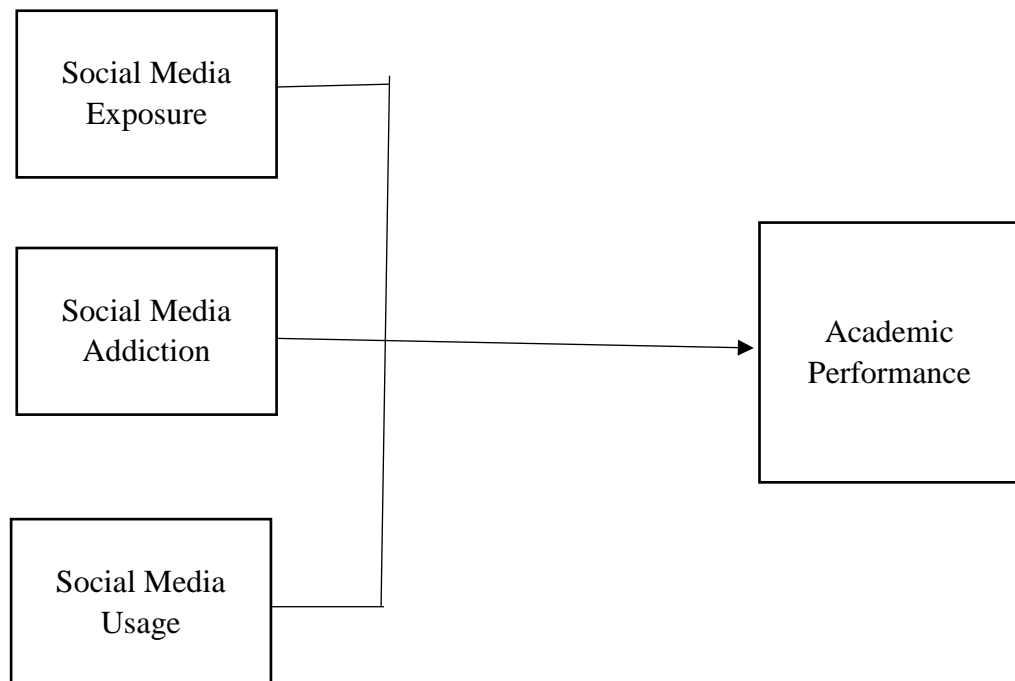 Social Media
Exposure
Social Media
Addiction
Academic
Performance
Social Media
Usage